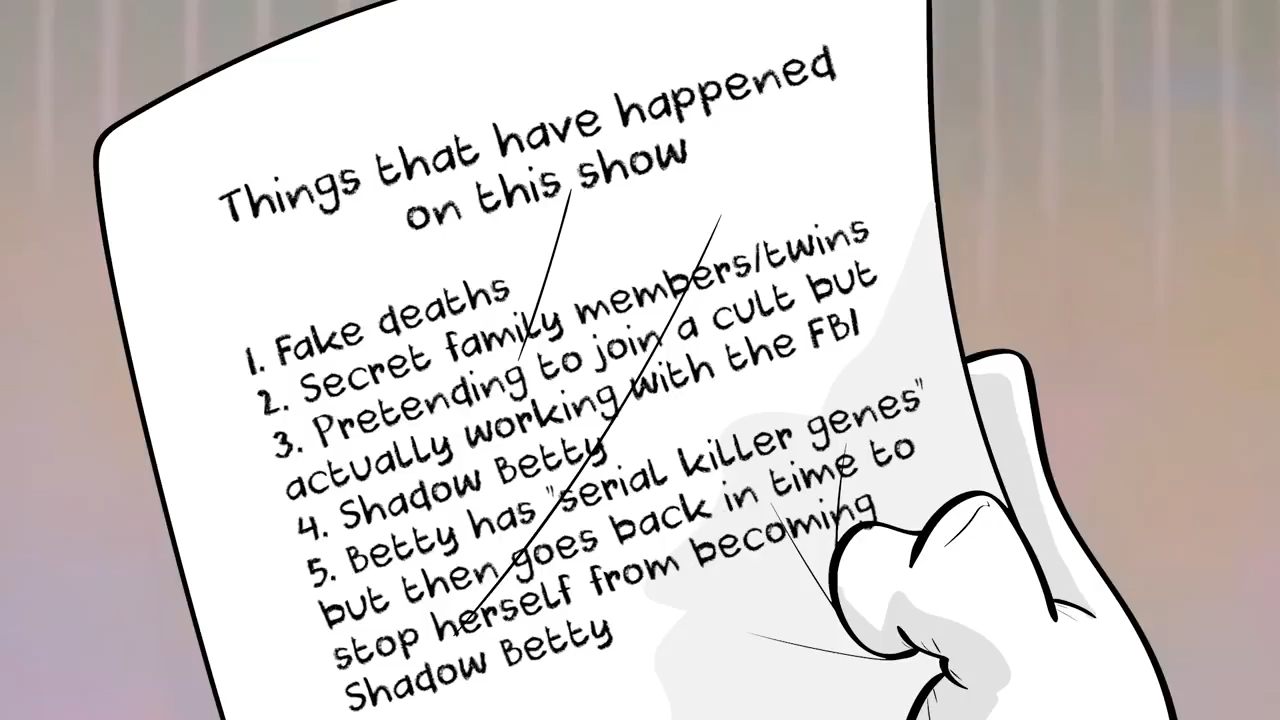 Things that have happened
on this show
1. Fake deaths
2. Secret family members/twins
3. Pretending to join a cult but
actually working with the FBI
4. Shadow Betty
5. Betty has "serial killer genes"
but then goes back in time to
stop herself from becoming
Shadow Betty